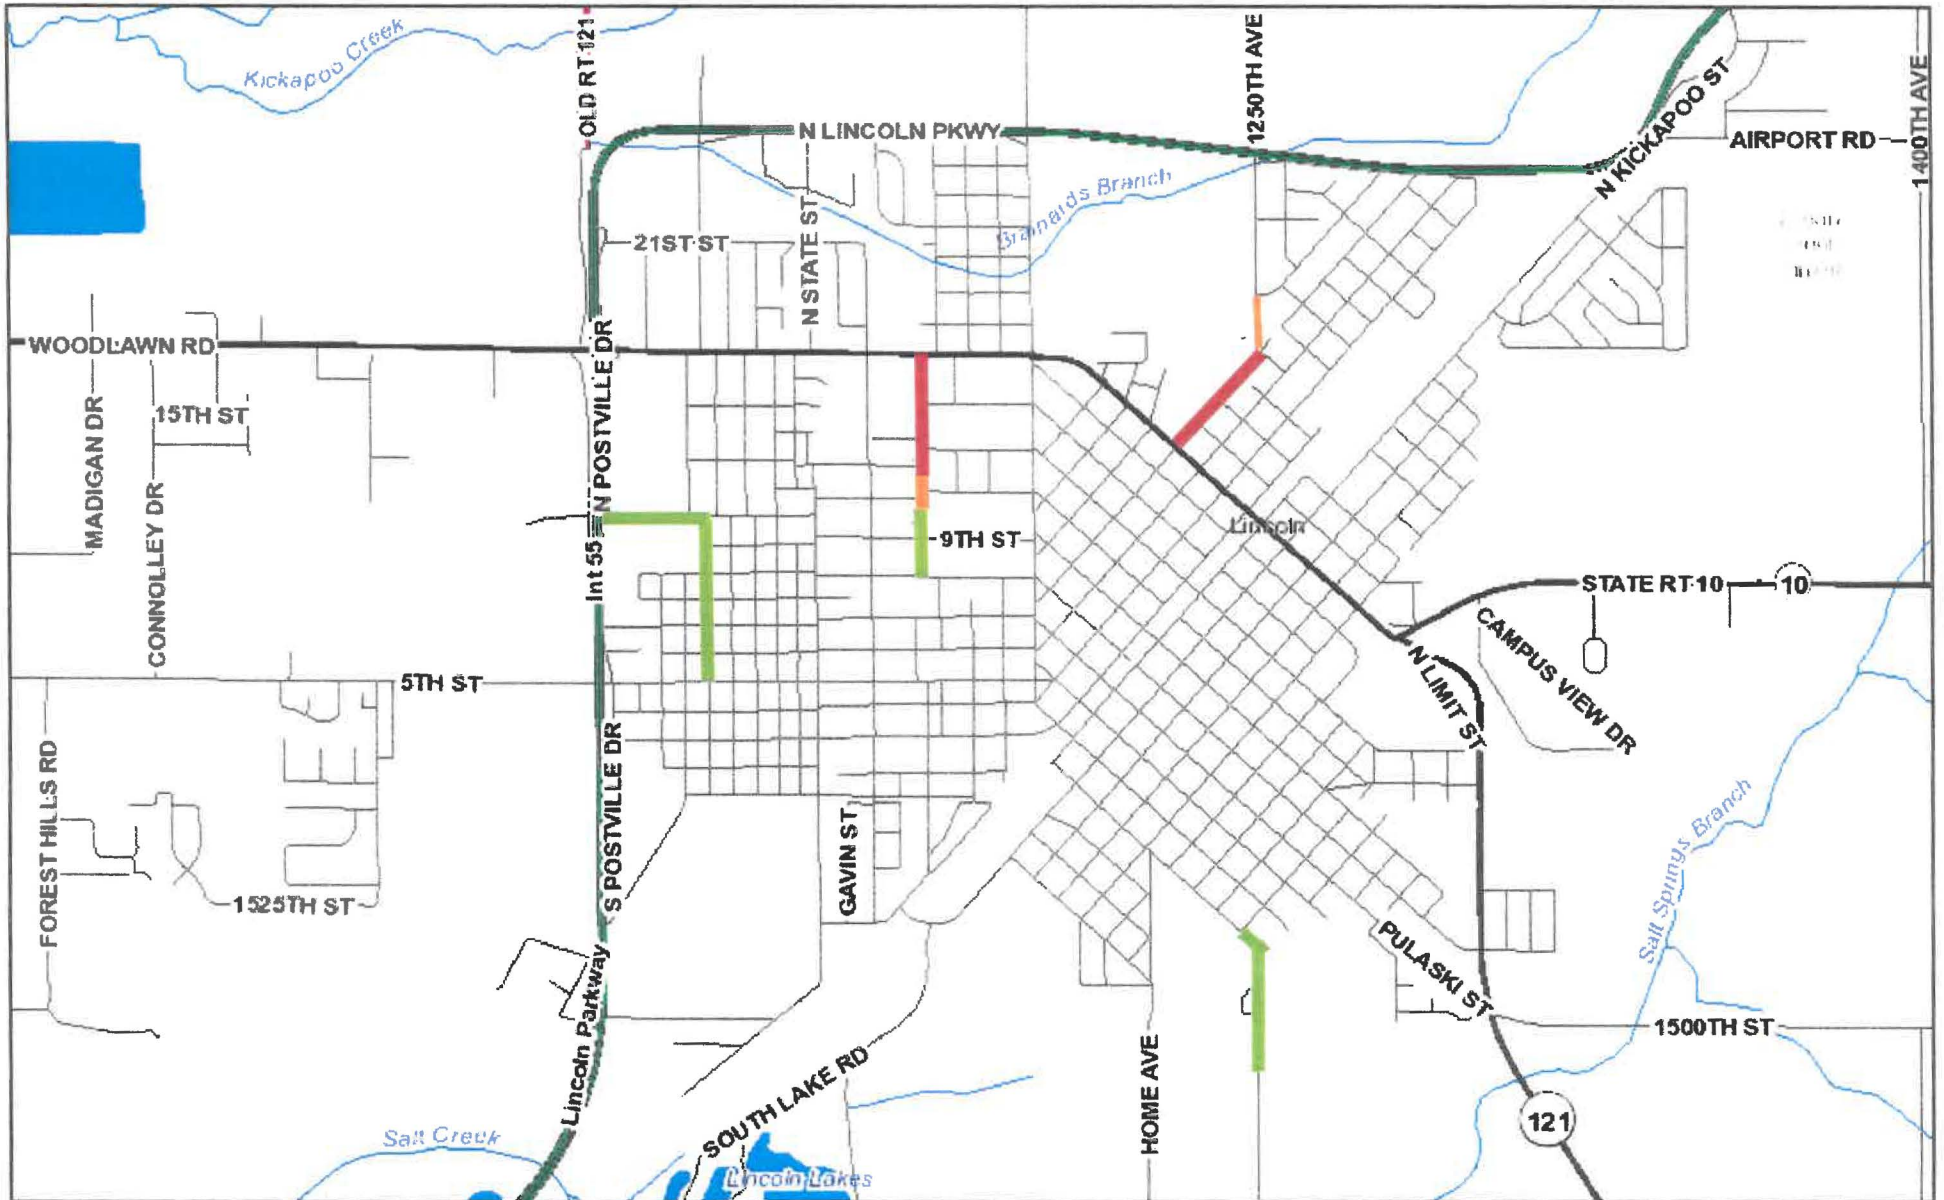 Kickapoo Creek
OLD RT 121
1250TH AVE
N KICKAPOO ST
1400TH AVE
N LINCOLN PKWY
AIRPORT RD
Brainards Branch
21ST ST
N STATE ST
WOODLAWN RD
N POSTVILLE DR
MADIGAN DR
15TH ST
CONNOLLEY DR
Int 55
9TH ST
Lincoln
STATE RT 10
10
CAMPUS VIEW DR
N LIMIT ST
5TH ST
S POSTVILLE DR
FOREST HILLS RD
GAVIN ST
1525TH ST
Salt Springs Branch
PULASKI ST
Lincoln Parkway
1500TH ST
HOME AVE
SOUTH LAKE RD
121
Salt Creek
Lincoln Lakes